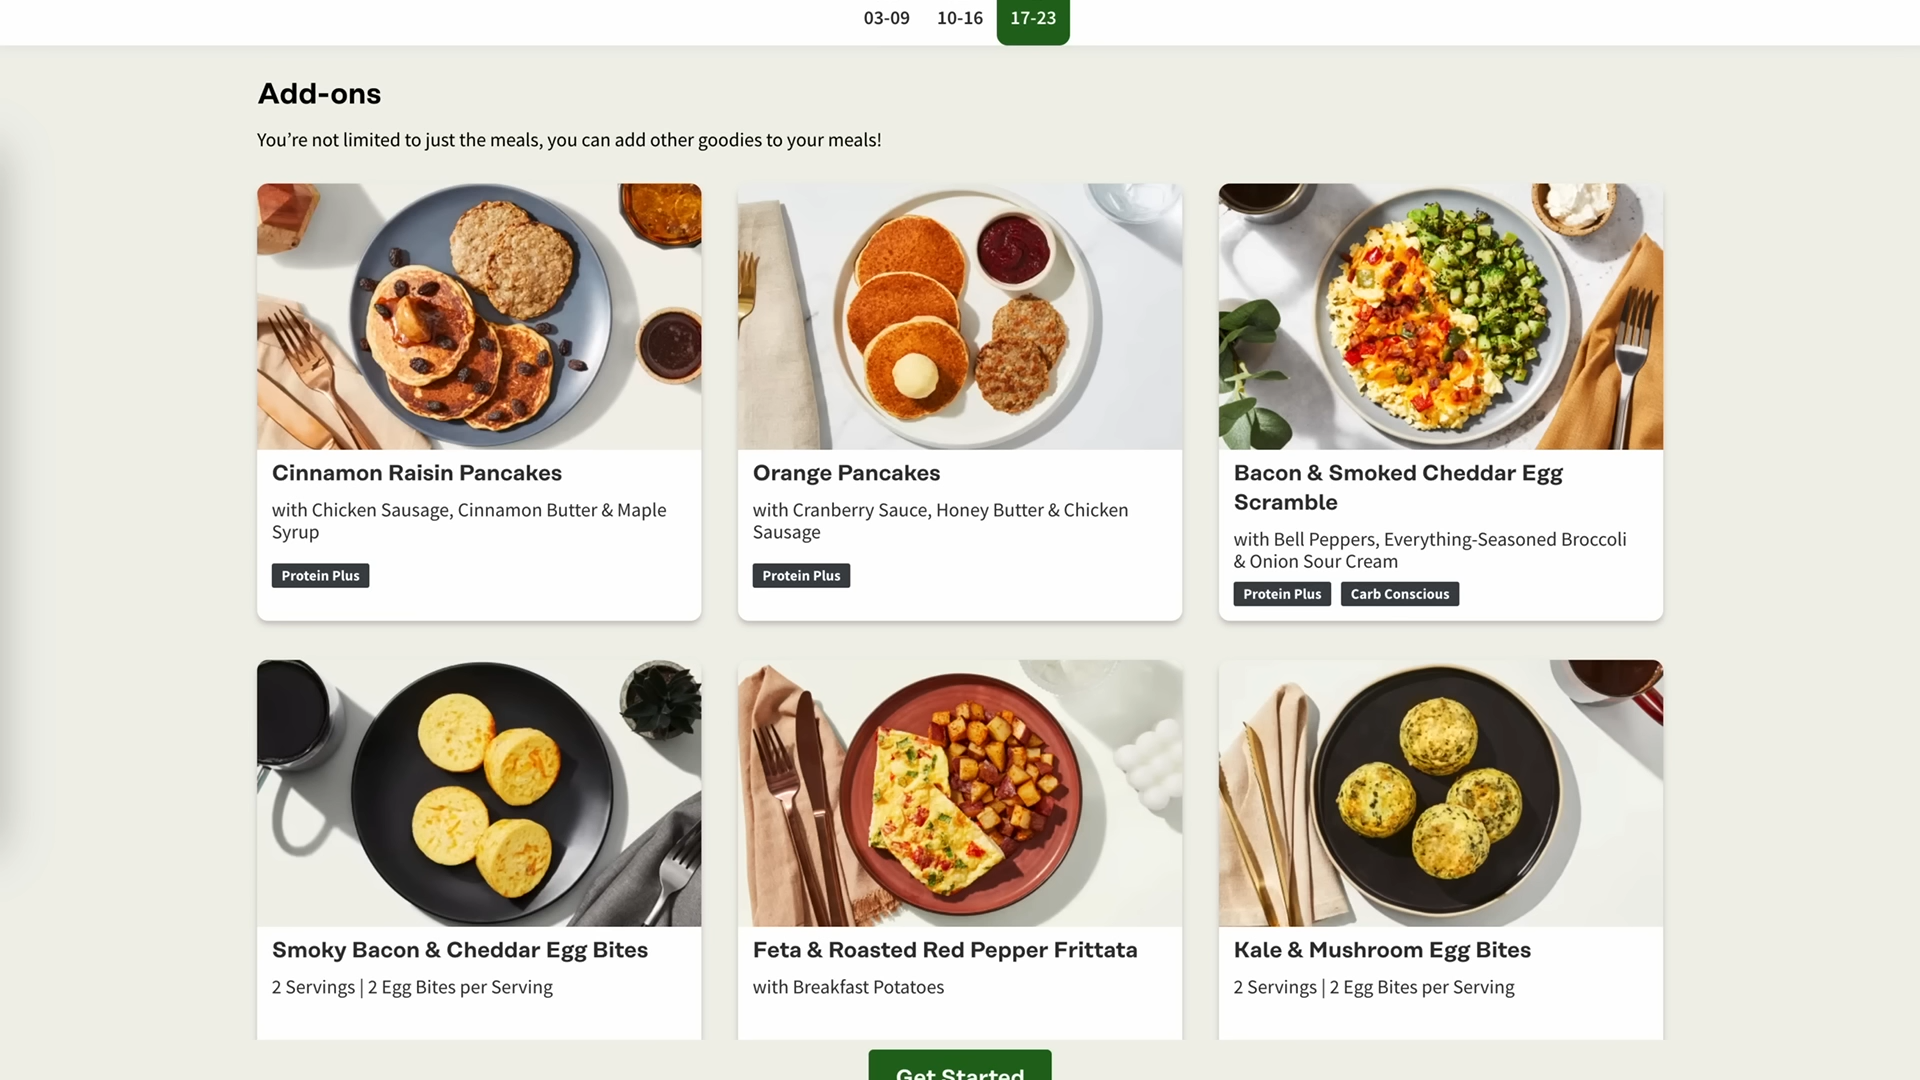 03-09 10-16 17-23
Add-ons
You’re not limited to just the meals, you can add other goodies to your meals!
Cinnamon Raisin Pancakes
with Chicken Sausage, Cinnamon Butter & Maple
Syrup
Protein Plus
Orange Pancakes
with Cranberry Sauce, Honey Butter & Chicken
Sausage
Protein Plus
Bacon & Smoked Cheddar Egg
Scramble
with Bell Peppers, Everything-Seasoned Broccoli
& Onion Sour Cream
Protein Plus Carb Conscious
Smoky Bacon & Cheddar Egg Bites
2 Servings | 2 Egg Bites per Serving
Feta & Roasted Red Pepper Frittata
with Breakfast Potatoes
Kale & Mushroom Egg Bites
2 Servings | 2 Egg Bites per Serving
Get Started